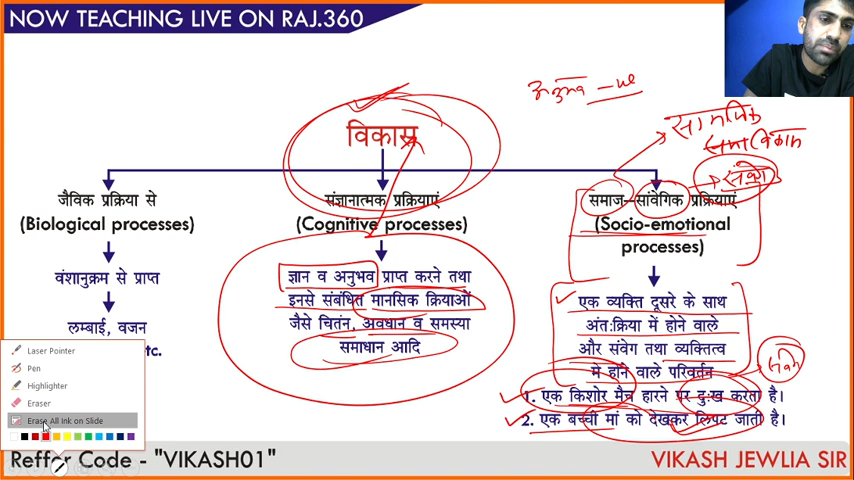 NOW TEACHING LIVE ON RAJ.360
विकास
जैविक प्रक्रिया से
(Biological processes)
वंशानुक्रम से प्राप्त
लम्बाई, वजन
etc.
संज्ञानात्मक प्रक्रियाएं
(Cognitive processes)
ज्ञान व अनुभव प्राप्त करने तथा
इनसे संबंधित मानसिक क्रियाओं
जैसे चिंतन, अवधान व समस्या
समाधान आदि
समाज–सांवेगिक प्रक्रियाएं
(Socio-emotional
processes)
एक व्यक्ति दूसरे के साथ
अंत:क्रिया में होने वाले
और संवेग तथा व्यक्तित्व
में होने वाले परिवर्तन
1. एक किशोर मैच हारने पर दु:ख करता है।
2. एक बच्ची मां को देखकर लिपट जाती है।
सामाजिक
Laser Pointer
Pen
Highlighter
Eraser
Erase All Ink on Slide
Reffer Code - "VIKASH01"
VIKASH JEWLIA SIR